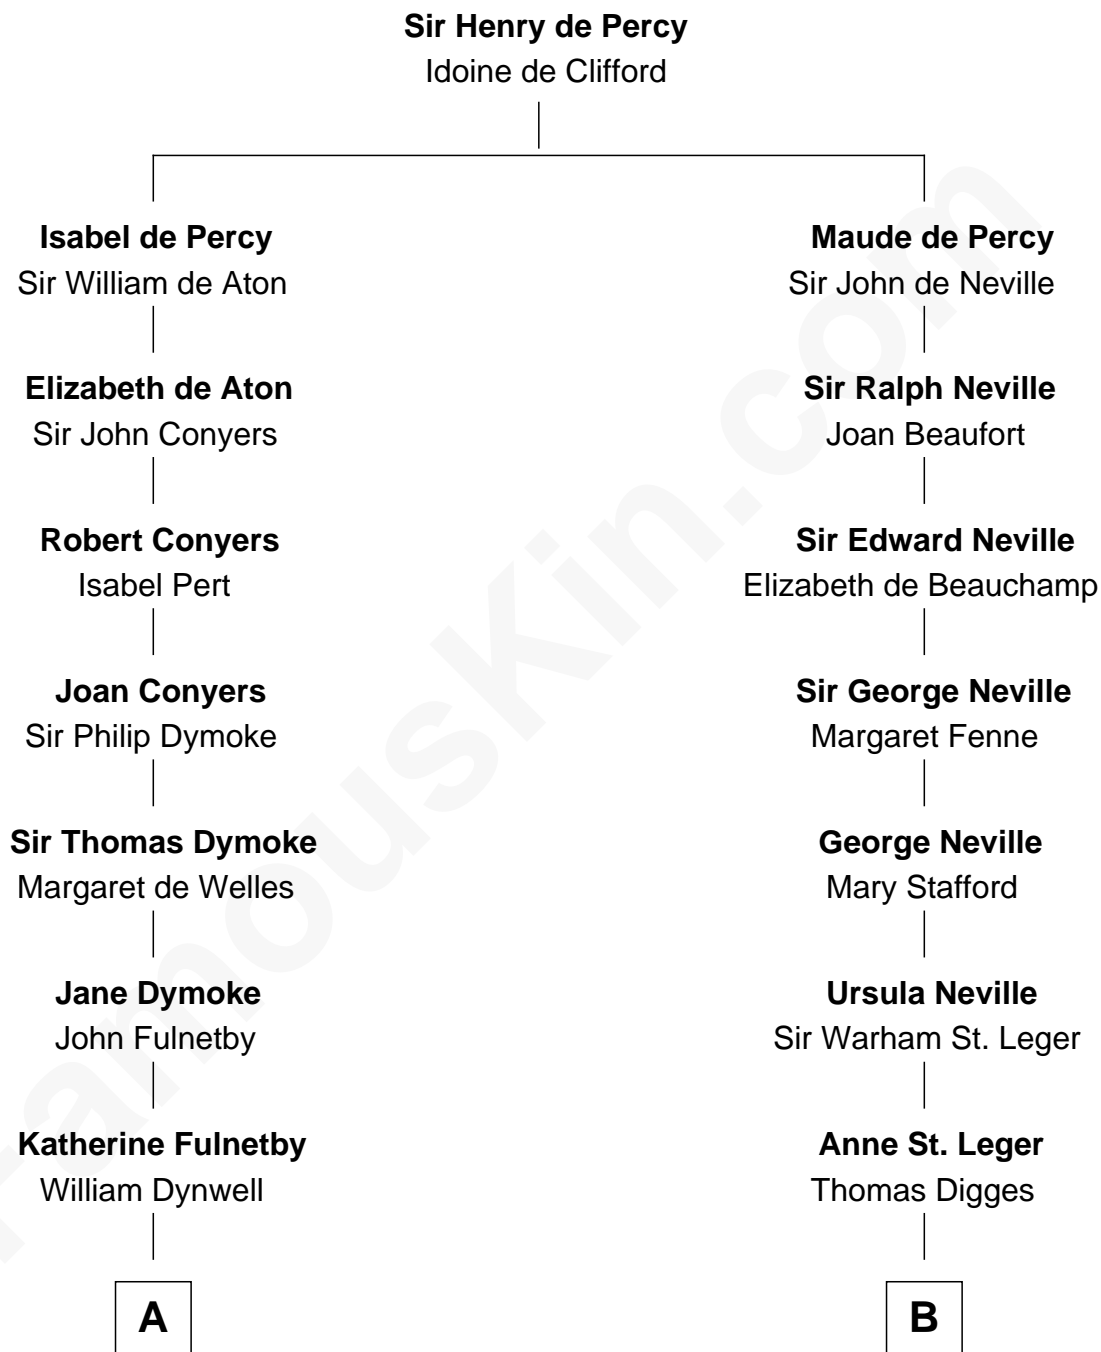 Sir Henry de Percy
Idoine de Clifford
Isabel de Percy
Sir William de Aton
Maude de Percy
Sir John de Neville
Elizabeth de Aton
Sir John Conyers
Sir Ralph Neville
Joan Beaufort
Robert Conyers
Isabel Pert
Sir Edward Neville
Elizabeth de Beauchamp
Joan Conyers
Sir Philip Dymoke
Sir George Neville
Margaret Fenne
Sir Thomas Dymoke
Margaret de Welles
George Neville
Mary Stafford
Jane Dymoke
John Fulnetby
Ursula Neville
Sir Warham St. Leger
Katherine Fulnetby
William Dynwell
Anne St. Leger
Thomas Digges
A
B
FamousKin.com